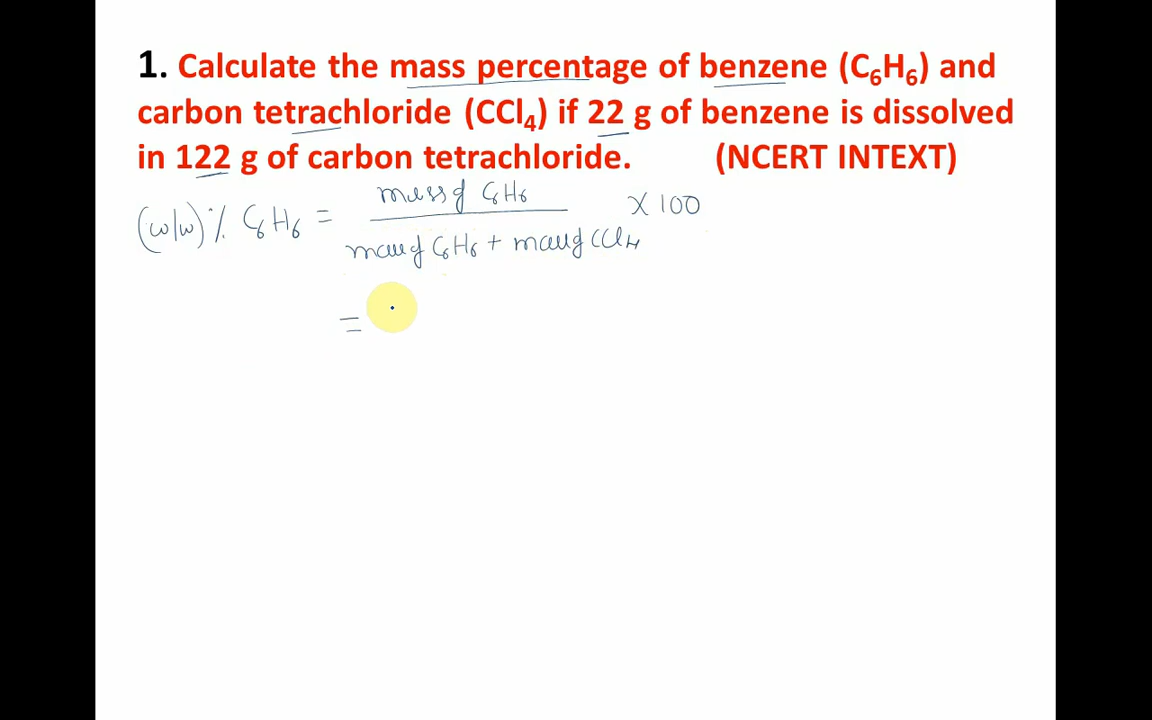 1. Calculate the mass percentage of benzene (C₆H₆) and
carbon tetrachloride (CCl₄) if 22 g of benzene is dissolved
in 122 g of carbon tetrachloride. (NCERT INTEXT)
mass of C₆H₆
(w/w) % C₆H₆ = × 100
mass of C₆H₆ + mass of CCl₄
=